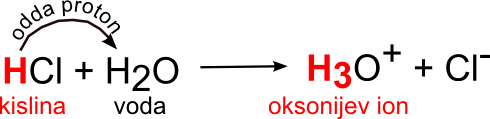 odda proton
HCl + H2O → H3O+ + Cl-
kislina voda oksonijev ion